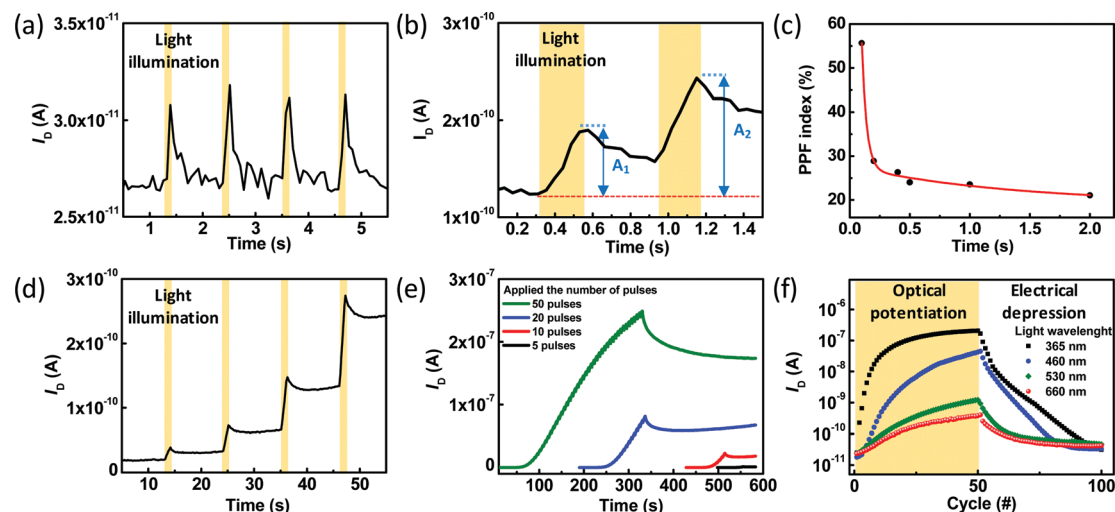 (a)
Light
illumination
3.5x10⁻¹¹
3.0x10⁻¹¹
2.5x10⁻¹¹
I_D (A)
1 2 3 4 5
Time (s)
(b)
Light
illumination
A₁
A₂
3x10⁻¹⁰
2x10⁻¹⁰
1x10⁻¹⁰
I_D (A)
0.2 0.4 0.6 0.8 1.0 1.2 1.4
Time (s)
(c)
60
50
40
30
20
PPF index (%)
0.0 0.5 1.0 1.5 2.0
Time (s)
(d)
Light
illumination
3x10⁻¹⁰
2x10⁻¹⁰
1x10⁻¹⁰
0
I_D (A)
10 20 30 40 50
Time (s)
(e)
Applied the number of pulses
50 pulses
20 pulses
10 pulses
5 pulses
3x10⁻⁷
2x10⁻⁷
1x10⁻⁷
0
I_D (A)
100 200 300 400 500 600
Time (s)
(f)
Optical
potentiation
Electrical
depression
Light wavelenght
365 nm
460 nm
530 nm
660 nm
10⁻⁶
10⁻⁷
10⁻⁸
10⁻⁹
10⁻¹⁰
10⁻¹¹
I_D (A)
0 50 100
Cycle (#)